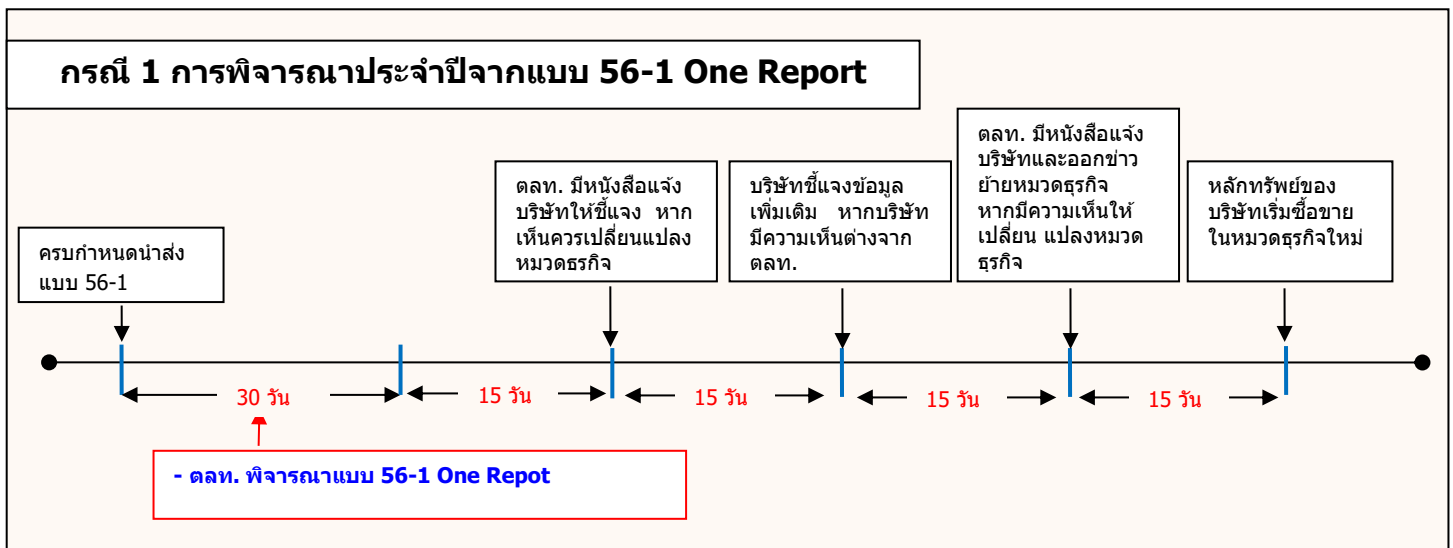 กรณี 1 การพิจารณาประจำปีจากแบบ 56-1 One Report
ครบกำหนดนำส่ง
แบบ 56-1
ตลท. มีหนังสือแจ้ง
บริษัทให้ชี้แจง หาก
เห็นควรเปลี่ยนแปลง
หมวดธรกิจ
บริษัทชี้แจงข้อมูล
เพิ่มเติม หากบริษัท
มีความเห็นต่างจาก
ตลท.
ตลท. มีหนังสือแจ้ง
บริษัทและออกข่าว
ย้ายหมวดธุรกิจ
หากมีความเห็นให้
เปลี่ยน แปลงหมวด
ธุรกิจ
หลักทรัพย์ของ
บริษัทเริ่มซื้อขาย
ในหมวดธุรกิจใหม่
30 วัน
15 วัน
15 วัน
15 วัน
15 วัน
- ตลท. พิจารณาแบบ 56-1 One Repot